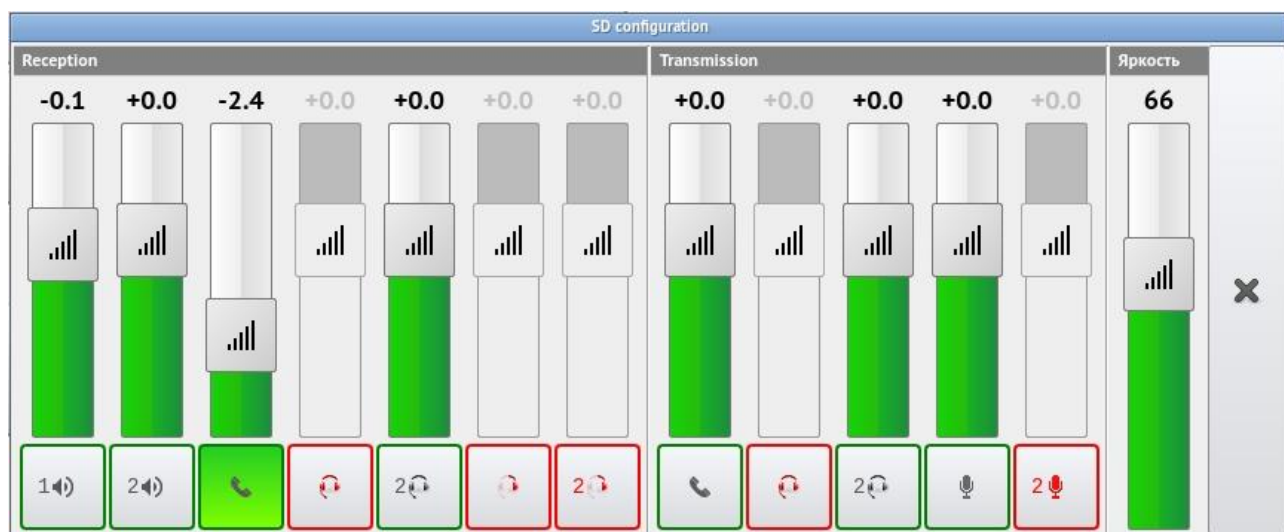 SD configuration
Reception Transmission Яркость
-0.1 +0.0 -2.4 +0.0 +0.0 +0.0 +0.0 +0.0 +0.0 +0.0 +0.0 +0.0 66
1 2 2 2 2 2